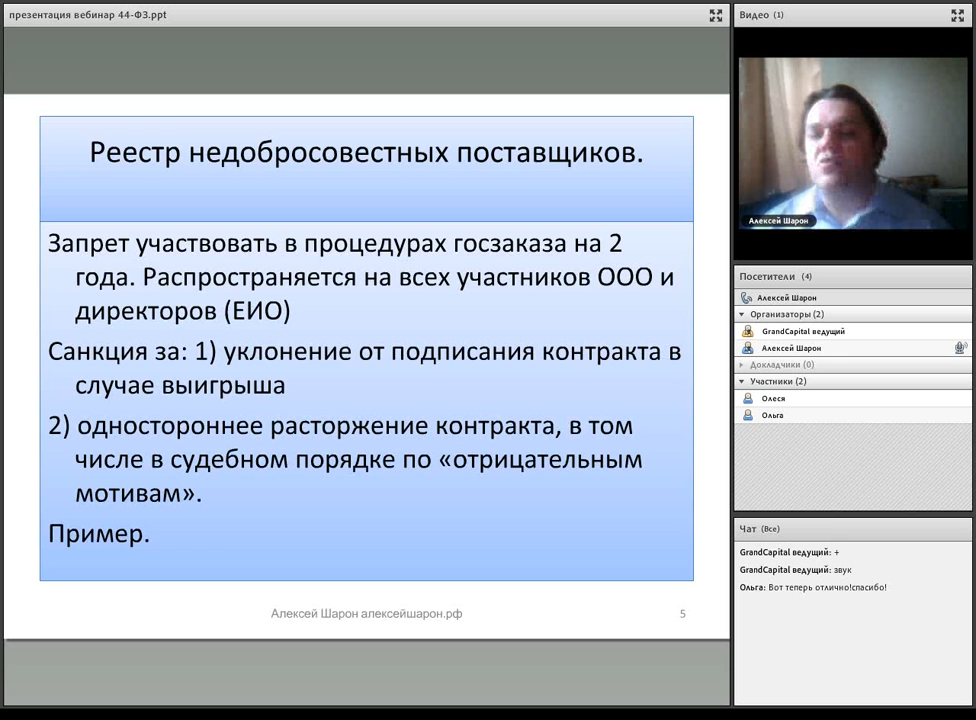 презентация вебинар 44-ФЗ.ppt
Реестр недобросовестных поставщиков.
Запрет участвовать в процедурах госзаказа на 2
года. Распространяется на всех участников ООО и
директоров (ЕИО)
Санкция за: 1) уклонение от подписания контракта в
случае выигрыша
2) одностороннее расторжение контракта, в том
числе в судебном порядке по «отрицательным
мотивам».
Пример.
Алексей Шарон алексейшарон.рф
5
Видео (1)
Алексей Шарон
Посетители (4)
Алексей Шарон
Организаторы (2)
GrandCapital ведущий
Алексей Шарон
Докладчики (0)
Участники (2)
Олеся
Ольга
Чат (Все)
GrandCapital ведущий: +
GrandCapital ведущий: звук
Ольга: Вот теперь отлично!спасибо!